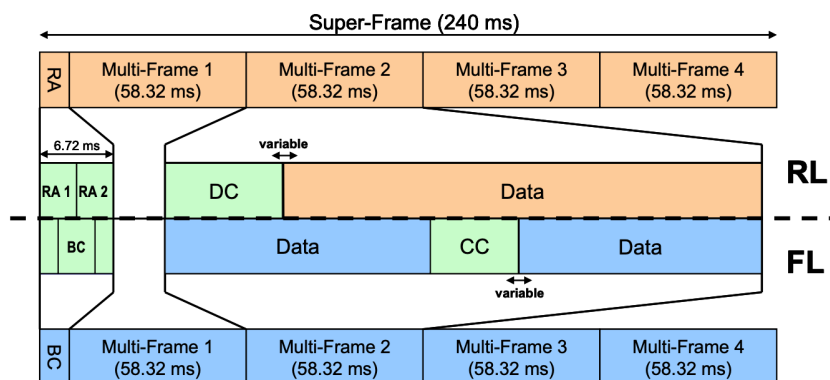 Super-Frame (240 ms)
RA
Multi-Frame 1
(58.32 ms)
Multi-Frame 2
(58.32 ms)
Multi-Frame 3
(58.32 ms)
Multi-Frame 4
(58.32 ms)
6.72 ms
variable
RA 1
RA 2
DC
Data
RL
BC
Data
CC
Data
FL
variable
BC
Multi-Frame 1
(58.32 ms)
Multi-Frame 2
(58.32 ms)
Multi-Frame 3
(58.32 ms)
Multi-Frame 4
(58.32 ms)